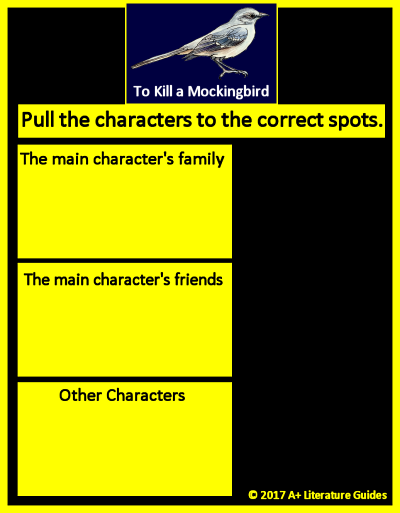 To Kill a Mockingbird
Pull the characters to the correct spots.
The main character's family
The main character's friends
Other Characters
© 2017 A+ Literature Guides